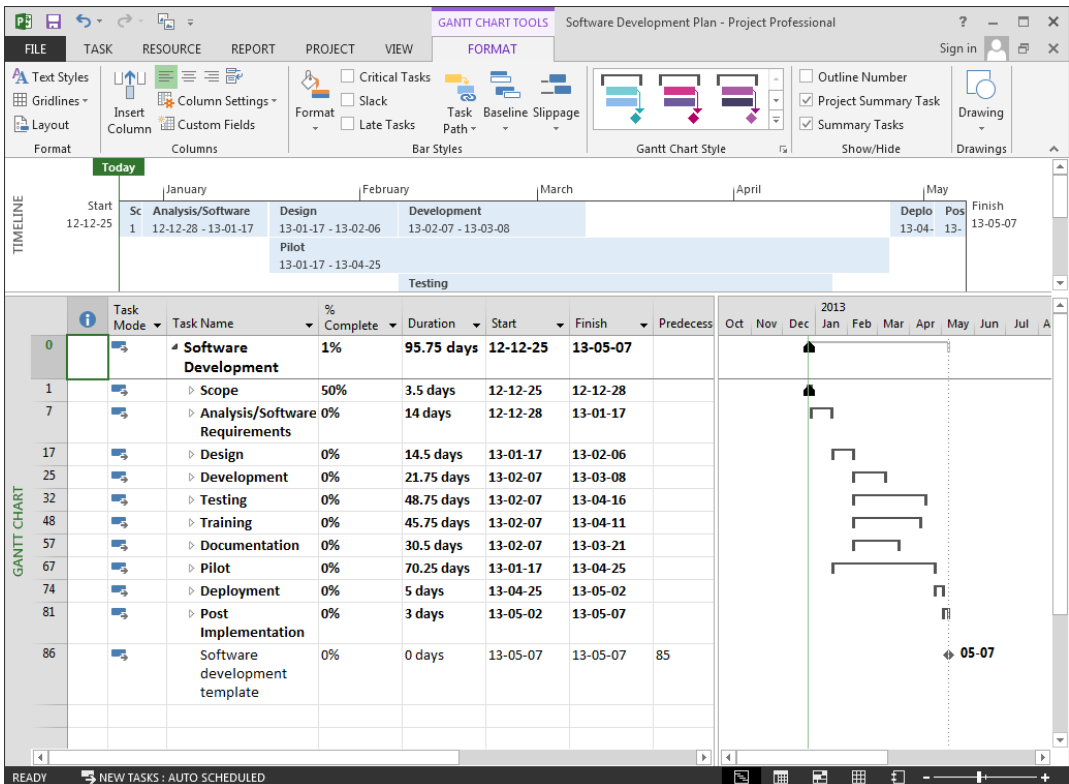 GANTT CHART TOOLS
Software Development Plan - Project Professional
?
FILE TASK RESOURCE REPORT PROJECT VIEW FORMAT
Sign in
Text Styles
Gridlines
Layout
Format
Insert Column
Column Settings
Custom Fields
Columns
Format
Critical Tasks
Slack
Late Tasks
Task Path
Baseline
Slippage
Bar Styles
Gantt Chart Style
Outline Number
Project Summary Task
Summary Tasks
Show/Hide
Drawing
Drawings
TIMELINE
Today
January February March April May
Start
12-12-25
Sc Analysis/Software Design Development Deplo Pos
1 12-12-28 - 13-01-17 13-01-17 - 13-02-06 13-02-07 - 13-03-08 13-04- 13-
Finish
13-05-07
Pilot
13-01-17 - 13-04-25
Testing
GANTT CHART
Task Mode Task Name % Complete Duration Start Finish Predecess
2013
Oct Nov Dec Jan Feb Mar Apr May Jun Jul A
0 Software Development 1% 95.75 days 12-12-25 13-05-07
1 Scope 50% 3.5 days 12-12-25 12-12-28
7 Analysis/Software Requirements 0% 14 days 12-12-28 13-01-17
17 Design 0% 14.5 days 13-01-17 13-02-06
25 Development 0% 21.75 days 13-02-07 13-03-08
32 Testing 0% 48.75 days 13-02-07 13-04-16
48 Training 0% 45.75 days 13-02-07 13-04-11
57 Documentation 0% 30.5 days 13-02-07 13-03-21
67 Pilot 0% 70.25 days 13-01-17 13-04-25
74 Deployment 0% 5 days 13-04-25 13-05-02
81 Post Implementation 0% 3 days 13-05-02 13-05-07
86 Software development template 0% 0 days 13-05-07 13-05-07 85
05-07
READY NEW TASKS : AUTO SCHEDULED